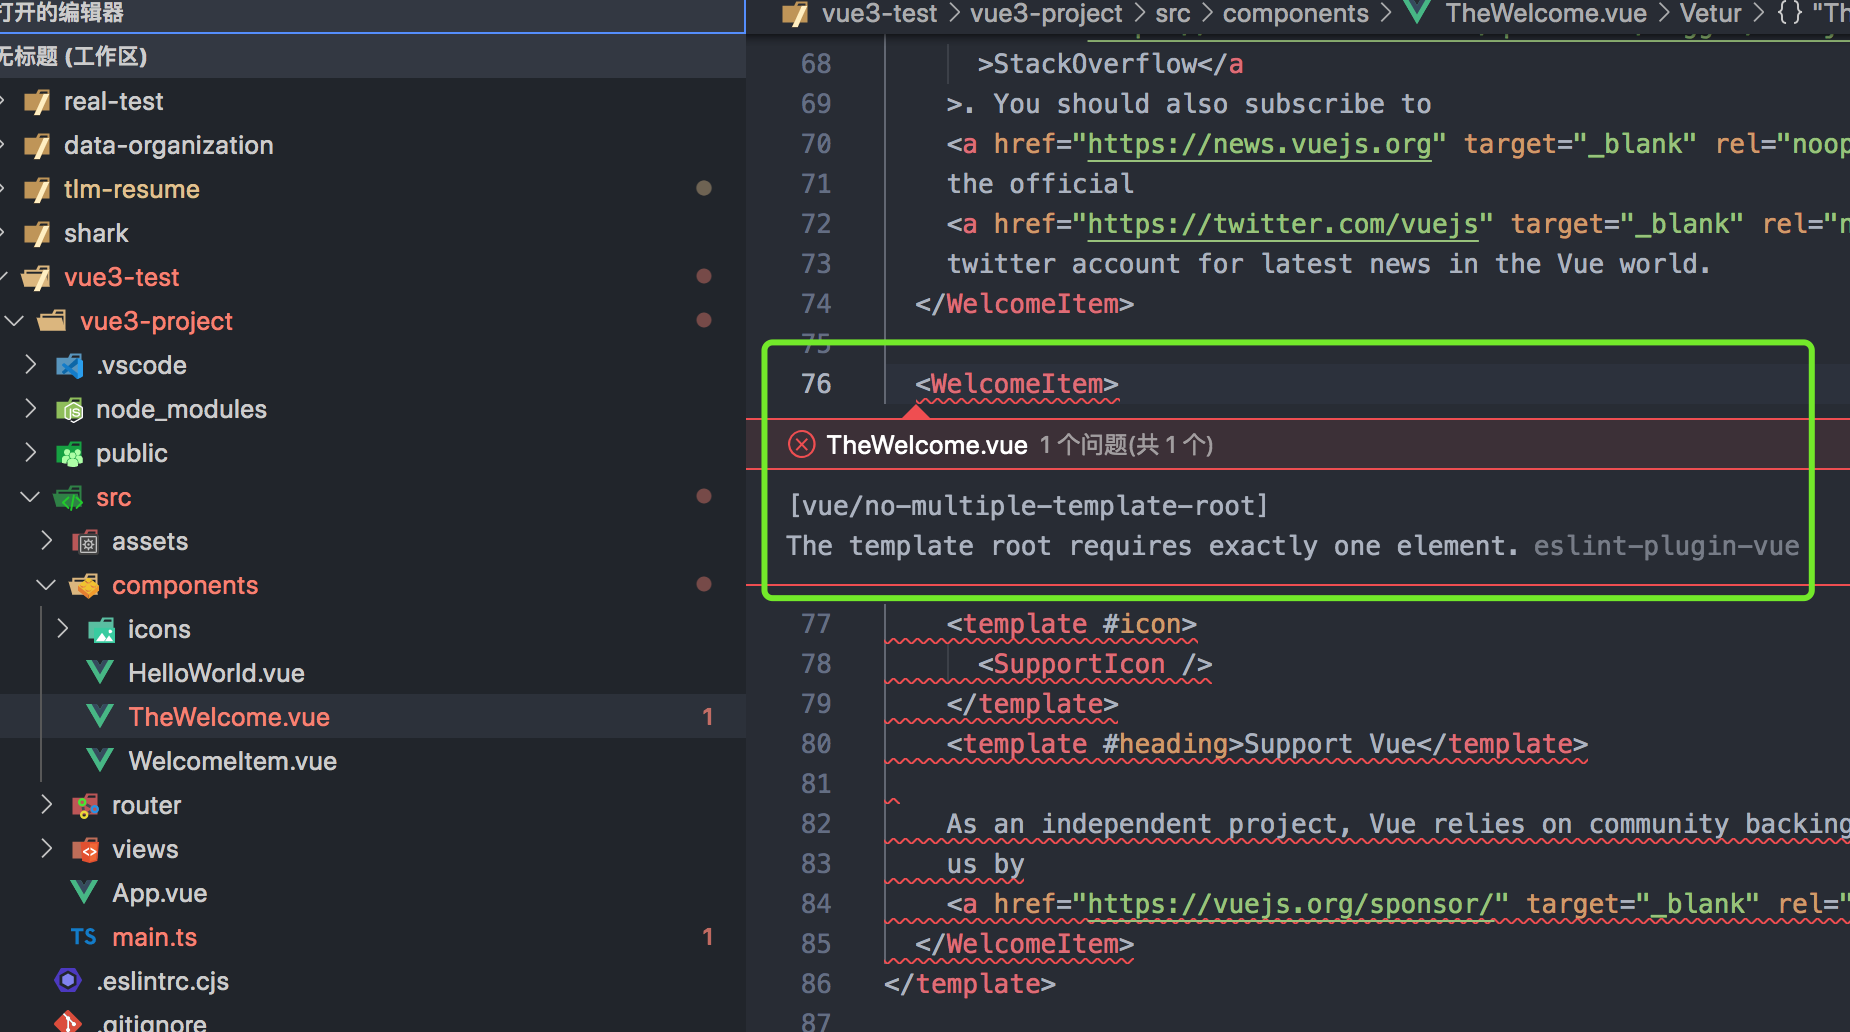 打开的编辑器
无标题 (工作区)
real-test
data-organization
tlm-resume
shark
vue3-test
vue3-project
.vscode
node_modules
public
src
assets
components
icons
HelloWorld.vue
TheWelcome.vue 1
WelcomeItem.vue
router
views
App.vue
TS main.ts 1
.eslintrc.cjs
.gitignore
vue3-test > vue3-project > src > components > TheWelcome.vue > Vetur > {} "Th
68 >StackOverflow</a
69 >. You should also subscribe to
70 <a href="https://news.vuejs.org" target="_blank" rel="noop
71 the official
72 <a href="https://twitter.com/vuejs" target="_blank" rel="n
73 twitter account for latest news in the Vue world.
74 </WelcomeItem>
75
76 <WelcomeItem>
TheWelcome.vue 1 个问题(共 1 个)
[vue/no-multiple-template-root]
The template root requires exactly one element. eslint-plugin-vue
77 <template #icon>
78 <SupportIcon />
79 </template>
80 <template #heading>Support Vue</template>
81
82 As an independent project, Vue relies on community backing
83 us by
84 <a href="https://vuejs.org/sponsor/" target="_blank" rel="
85 </WelcomeItem>
86 </template>
87